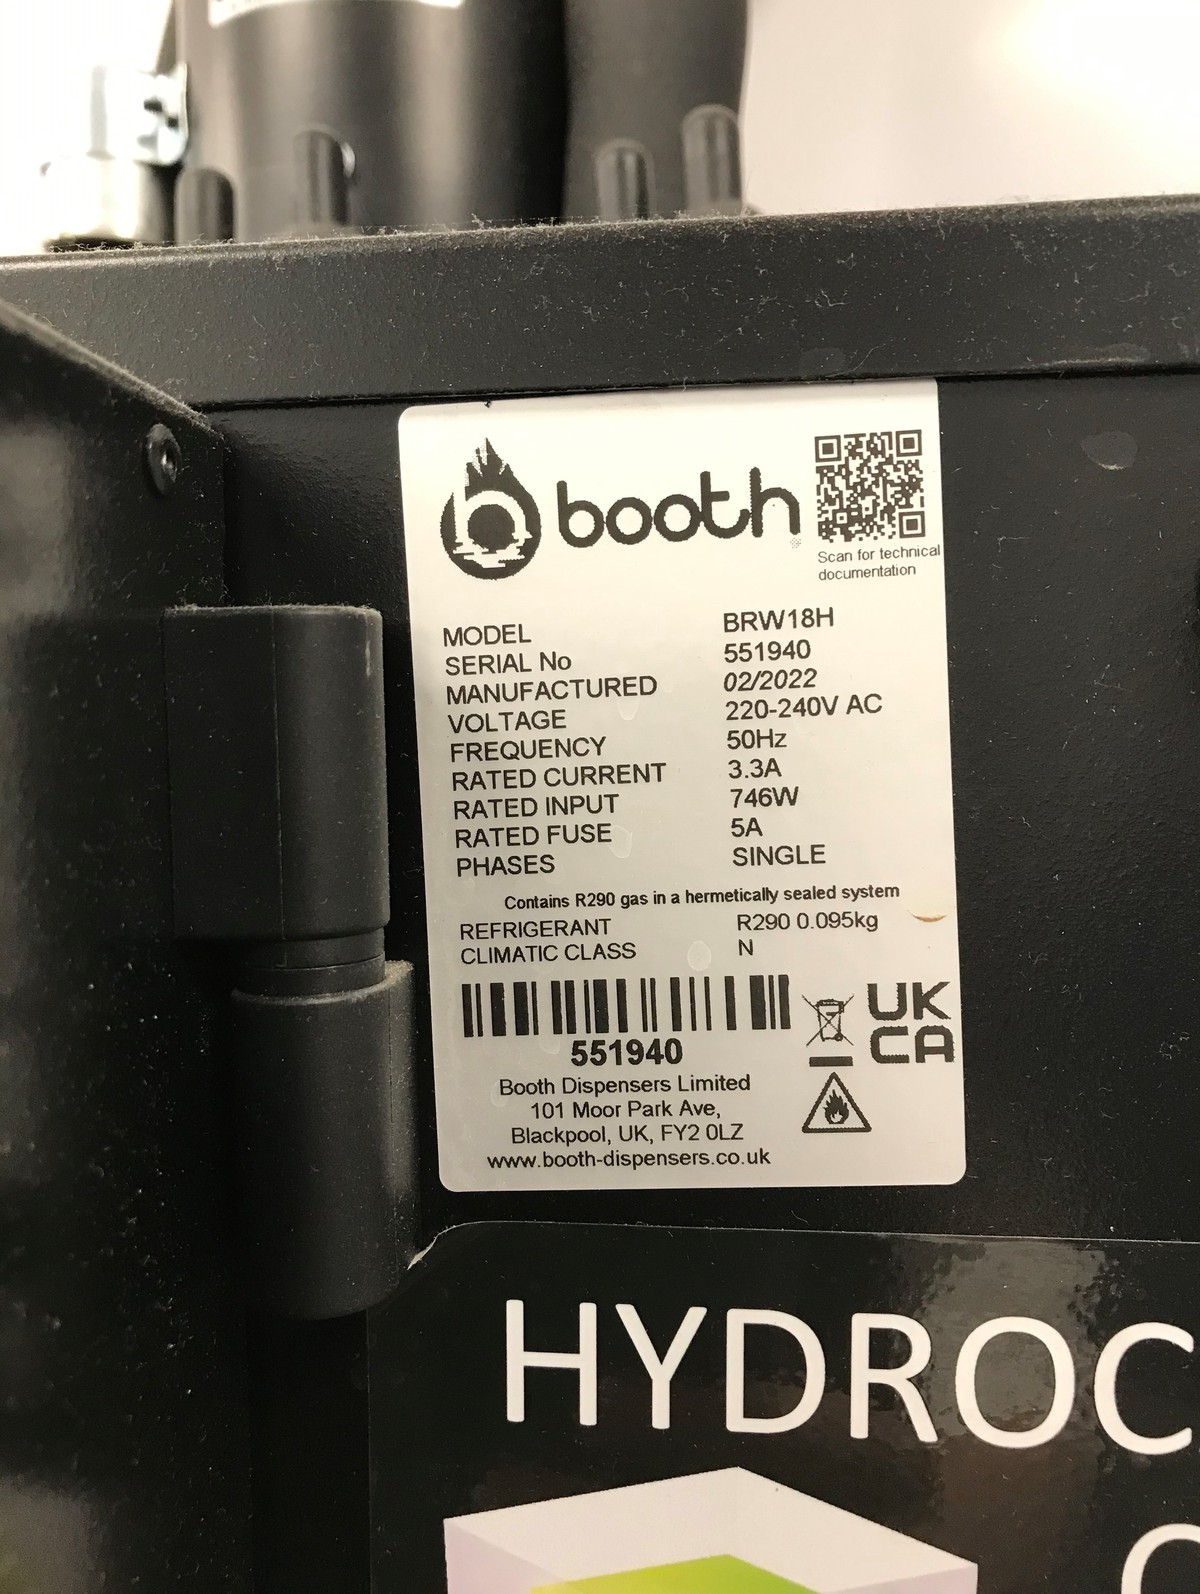 booth
Scan for technical
documentation
MODEL BRW18H
SERIAL No 551940
MANUFACTURED 02/2022
VOLTAGE 220-240V AC
FREQUENCY 50Hz
RATED CURRENT 3.3A
RATED INPUT 746W
RATED FUSE 5A
PHASES SINGLE
Contains R290 gas in a hermetically sealed system
REFRIGERANT R290 0.095kg
CLIMATIC CLASS N
UK
CA
551940
Booth Dispensers Limited
101 Moor Park Ave,
Blackpool, UK, FY2 0LZ
www.booth-dispensers.co.uk
HYDROC